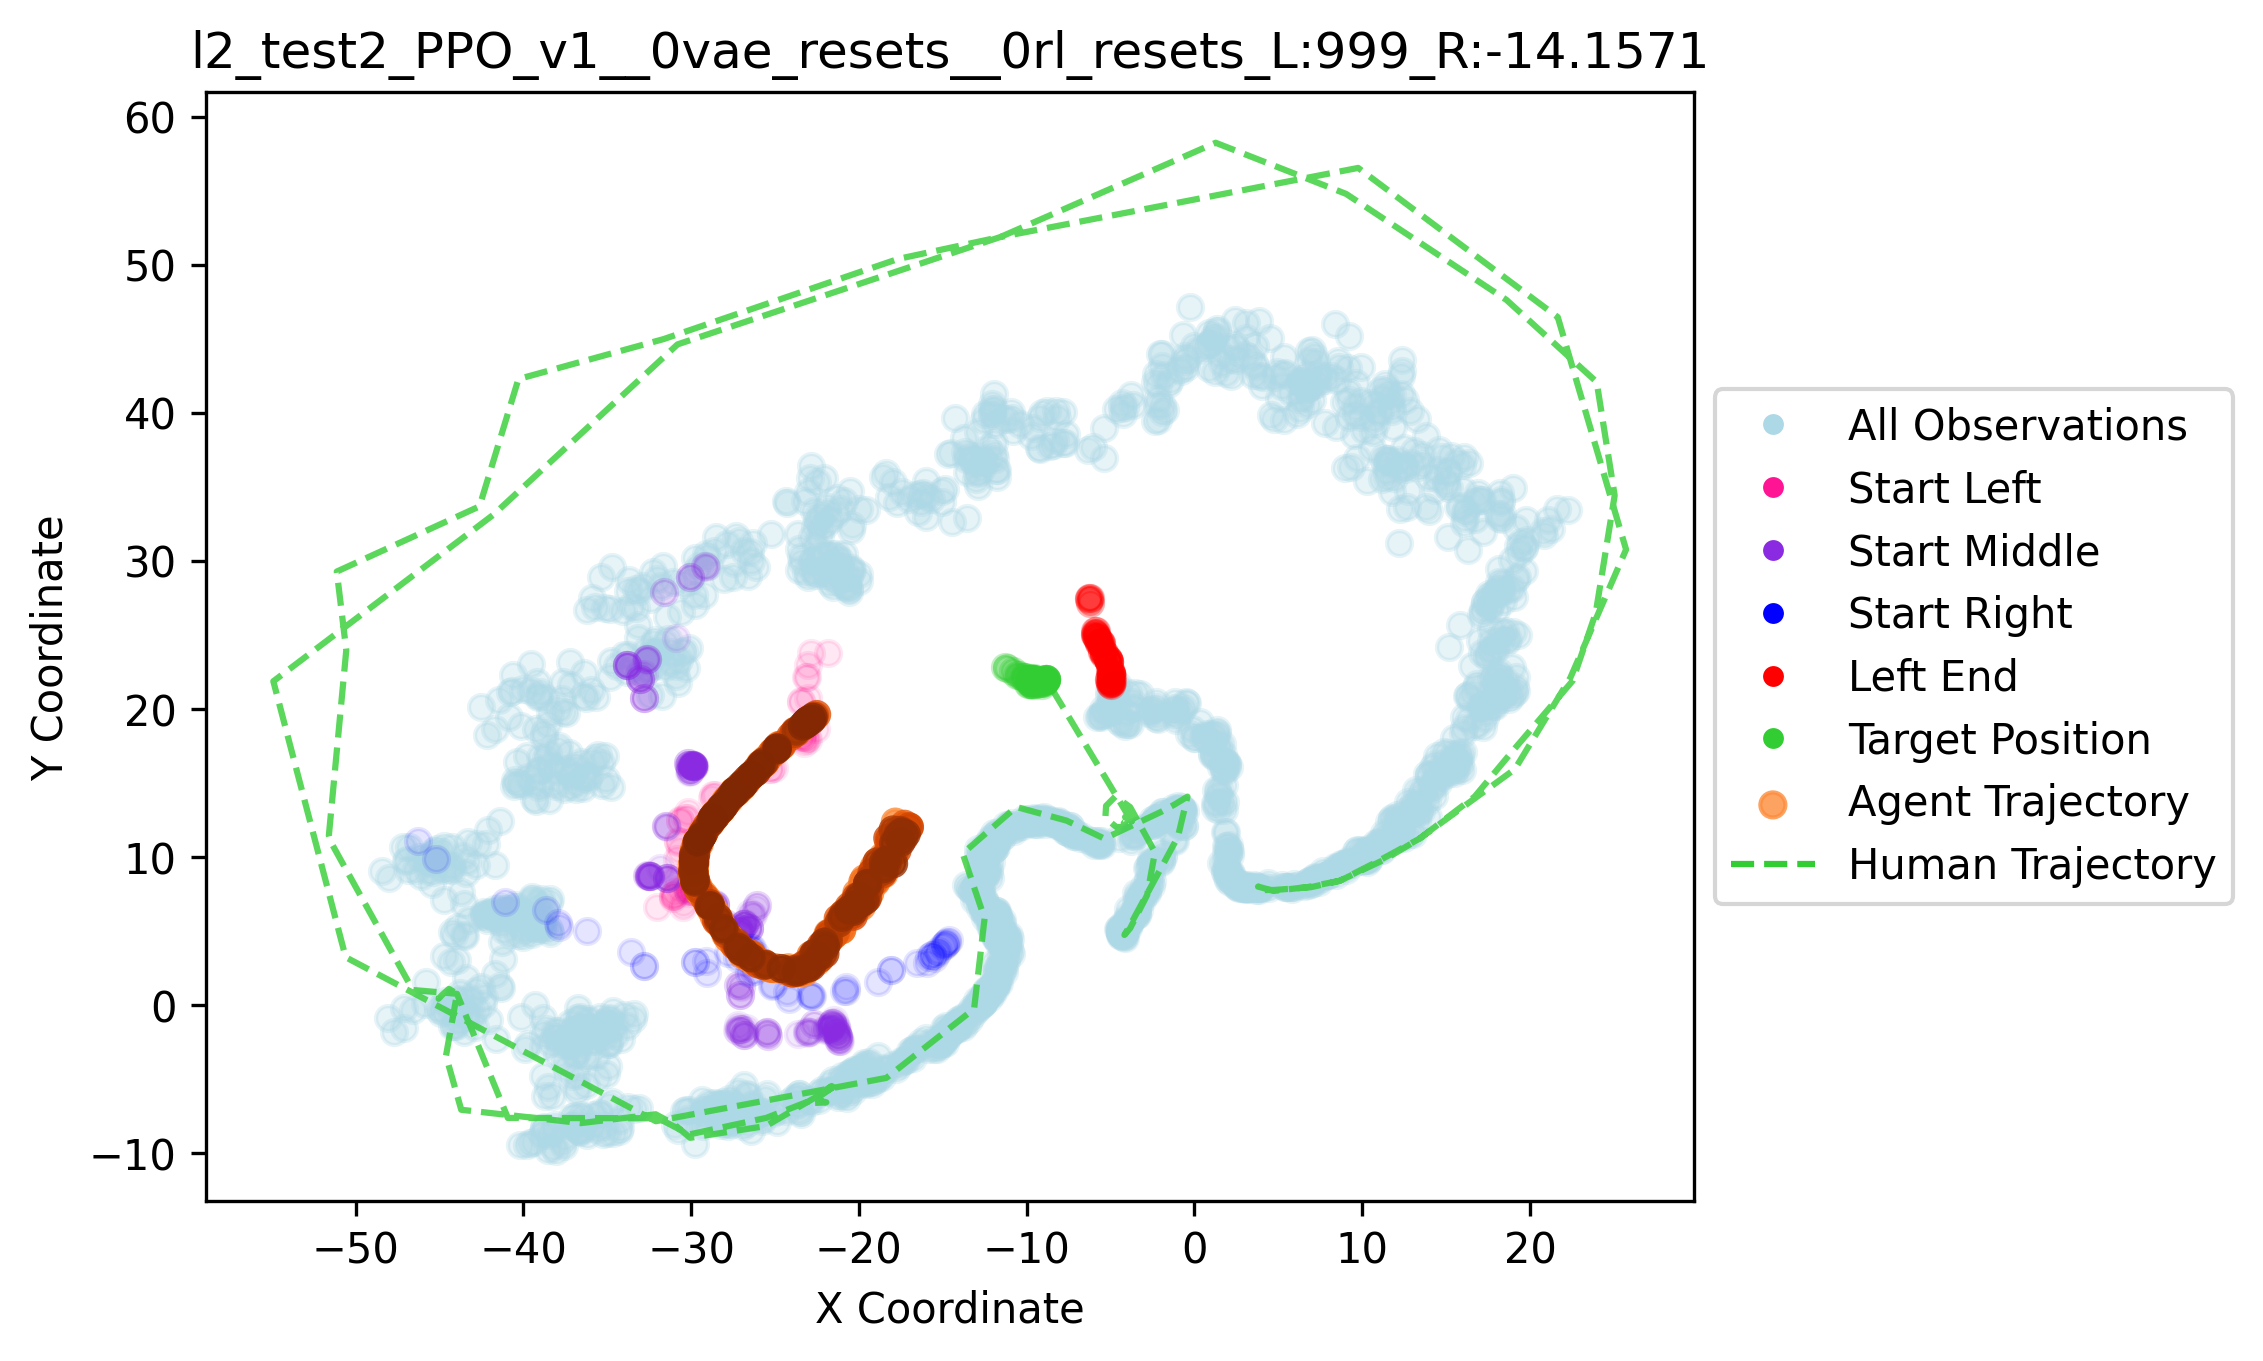 l2_test2_PPO_v1__0vae_resets__0rl_resets_L:999_R:-14.1571
60
50
40
30
20
10
0
−10
Y Coordinate
−50
−40
−30
−20
−10
0
10
20
X Coordinate
All Observations
Start Left
Start Middle
Start Right
Left End
Target Position
Agent Trajectory
Human Trajectory